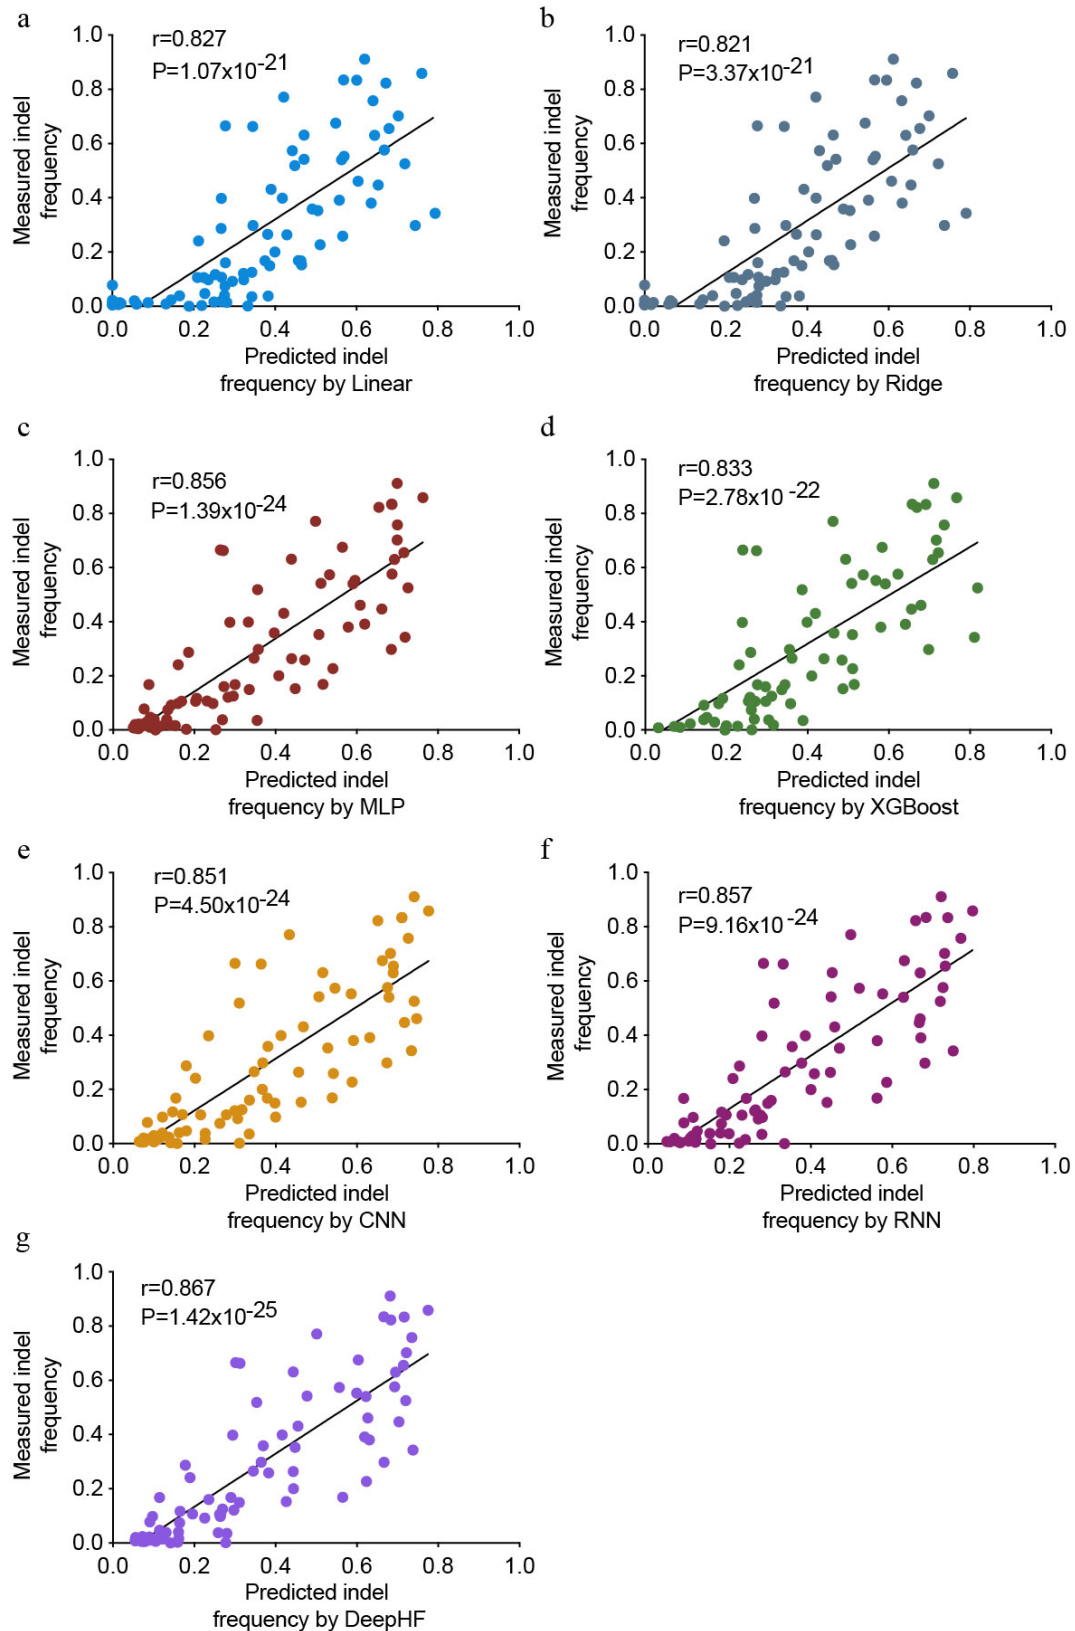 a
r=0.827
P=1.07x10-21
Measured indel
frequency
1.0
0.8
0.6
0.4
0.2
0.0
0.0 0.2 0.4 0.6 0.8 1.0
Predicted indel
frequency by Linear
b
r=0.821
P=3.37x10-21
Measured indel
frequency
1.0
0.8
0.6
0.4
0.2
0.0
0.0 0.2 0.4 0.6 0.8 1.0
Predicted indel
frequency by Ridge
c
r=0.856
P=1.39x10-24
Measured indel
frequency
1.0
0.8
0.6
0.4
0.2
0.0
0.0 0.2 0.4 0.6 0.8 1.0
Predicted indel
frequency by MLP
d
r=0.833
P=2.78x10 -22
Measured indel
frequency
1.0
0.8
0.6
0.4
0.2
0.0
0.0 0.2 0.4 0.6 0.8 1.0
Predicted indel
frequency by XGBoost
e
r=0.851
P=4.50x10-24
Measured indel
frequency
1.0
0.8
0.6
0.4
0.2
0.0
0.0 0.2 0.4 0.6 0.8 1.0
Predicted indel
frequency by CNN
f
r=0.857
P=9.16x10-24
Measured indel
frequency
1.0
0.8
0.6
0.4
0.2
0.0
0.0 0.2 0.4 0.6 0.8 1.0
Predicted indel
frequency by RNN
g
r=0.867
P=1.42x10-25
Measured indel
frequency
1.0
0.8
0.6
0.4
0.2
0.0
0.0 0.2 0.4 0.6 0.8 1.0
Predicted indel
frequency by DeepHF